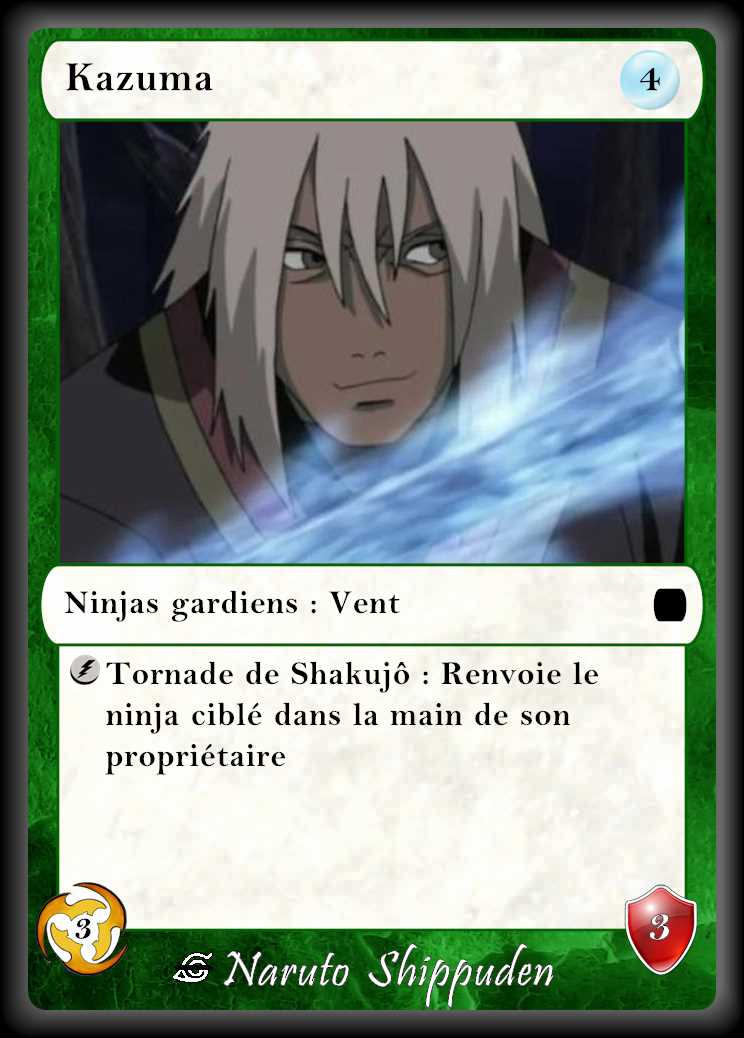 Kazuma 4
Ninjas gardiens : Vent
Tornade de Shakujô : Renvoie le
ninja ciblé dans la main de son
propriétaire
3 3
Naruto Shippuden